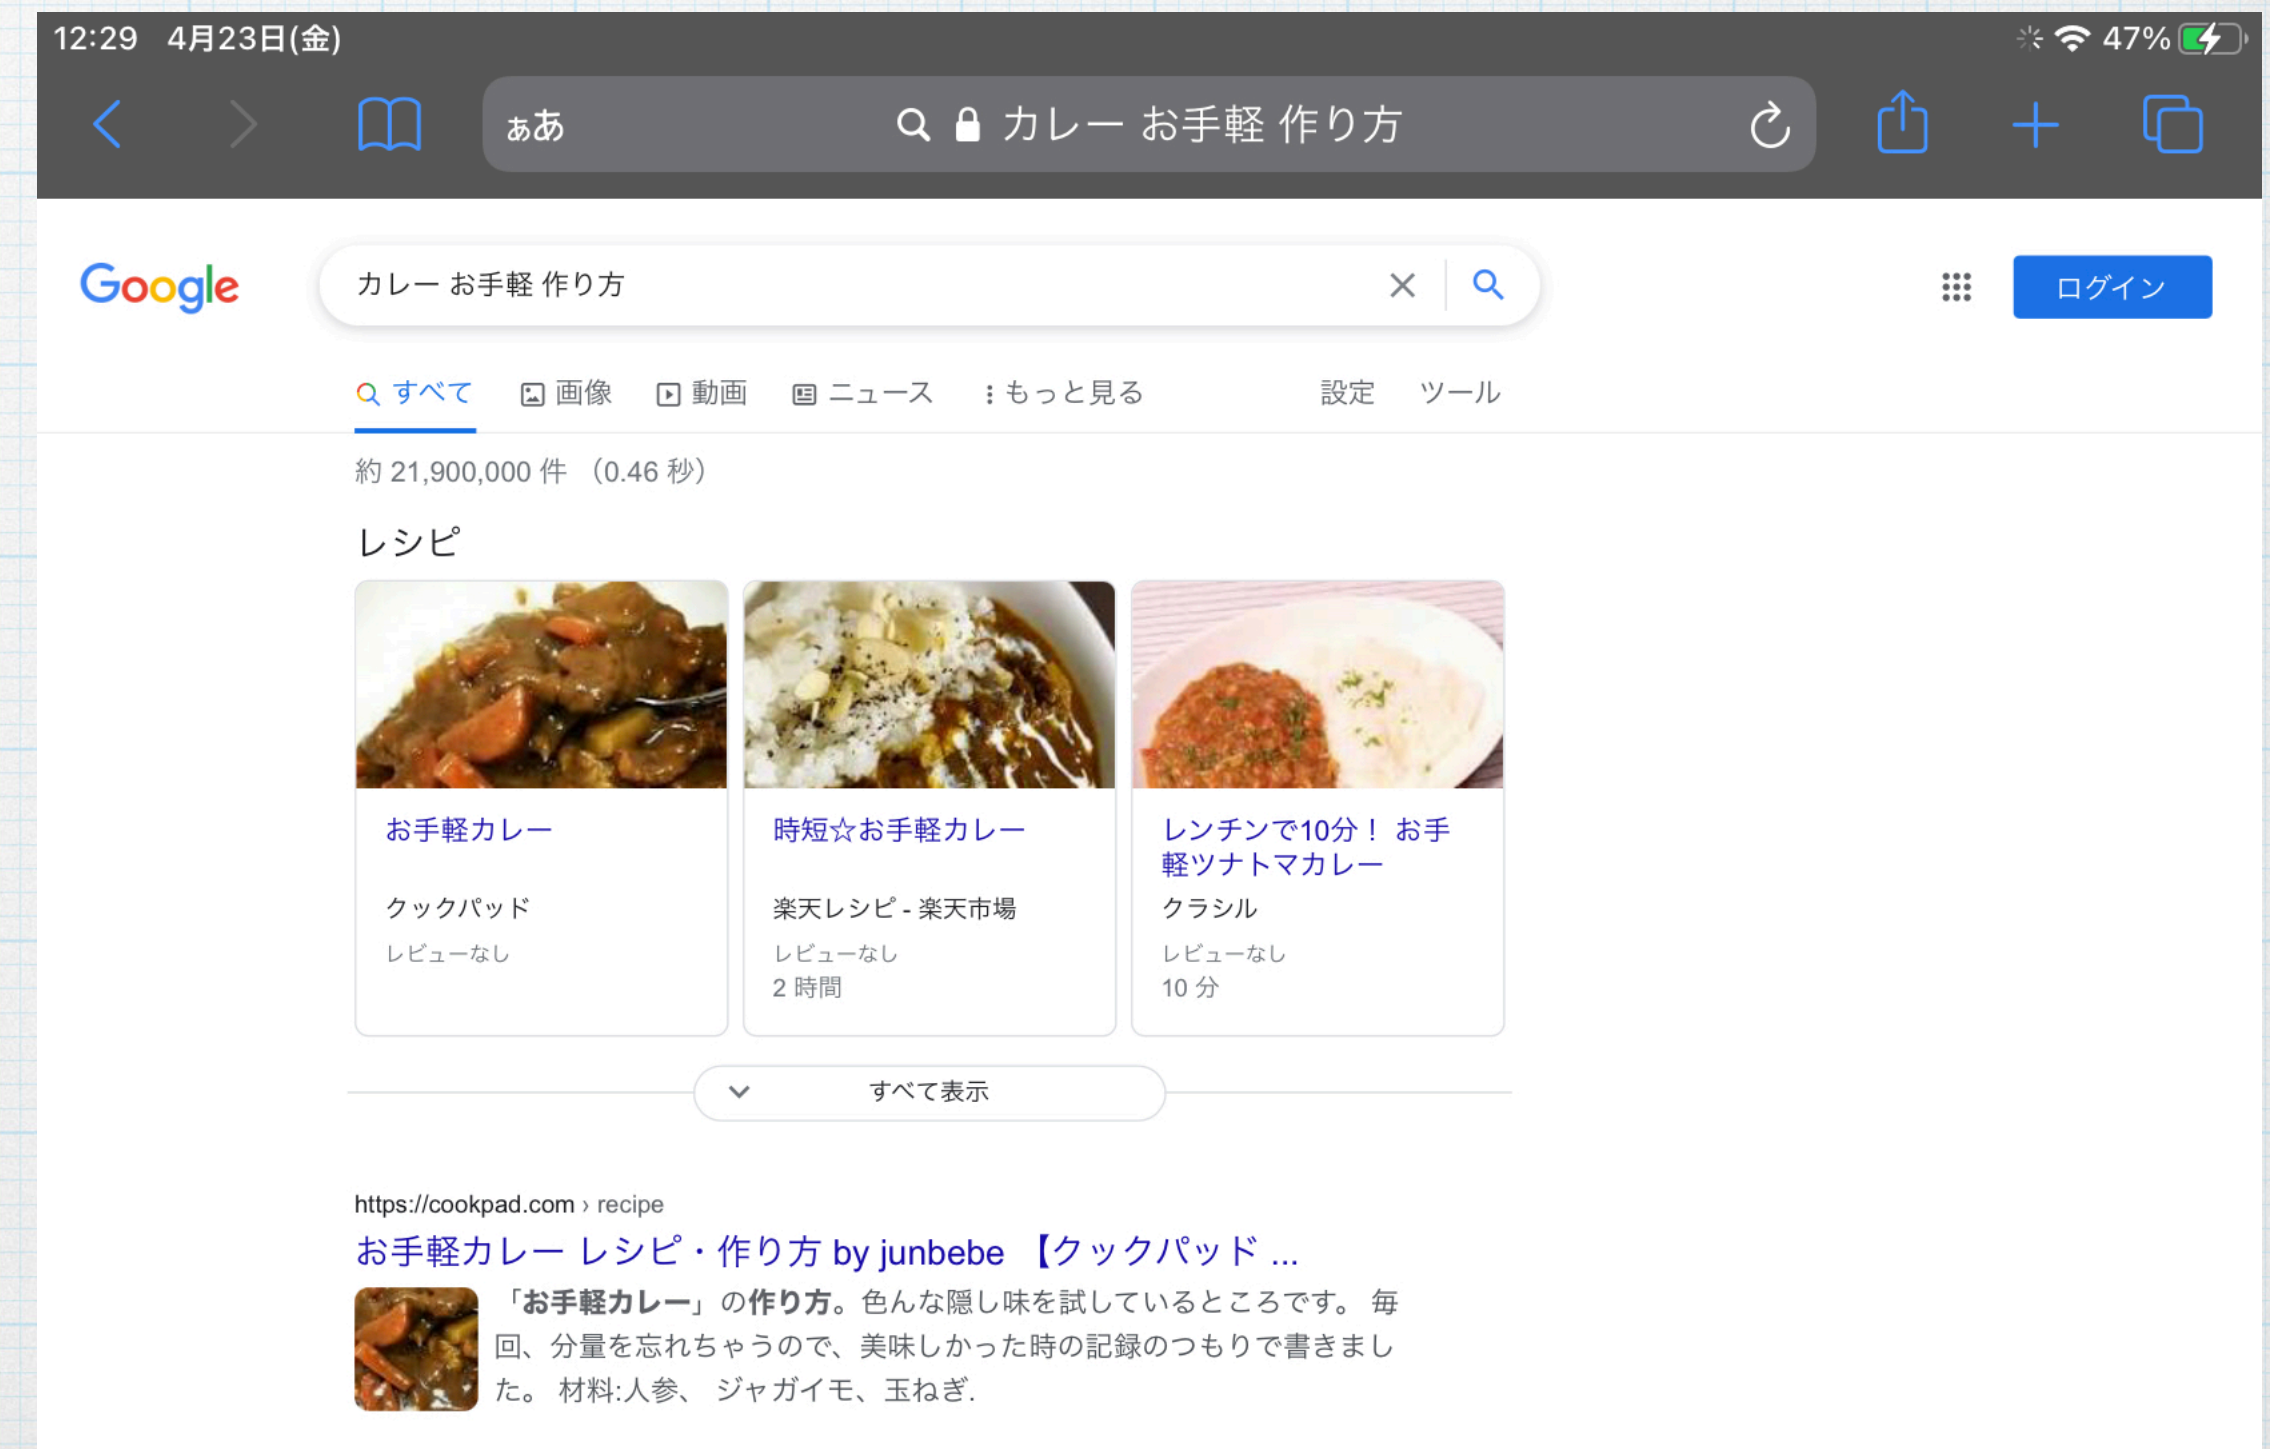 12:29 4月23日(金) 47%
ぁあ カレー お手軽 作り方
Google カレー お手軽 作り方 ログイン
すべて 画像 動画 ニュース もっと見る 設定 ツール
約 21,900,000 件 （0.46 秒）
レシピ
お手軽カレー
クックパッド
レビューなし
時短☆お手軽カレー
楽天レシピ - 楽天市場
レビューなし
2 時間
レンチンで10分！ お手
軽ツナトマカレー
クラシル
レビューなし
10 分
すべて表示
https://cookpad.com › recipe
お手軽カレー レシピ・作り方 by junbebe 【クックパッド ...
「お手軽カレー」の作り方。色んな隠し味を試しているところです。 毎
回、分量を忘れちゃうので、美味しかった時の記録のつもりで書きまし
た。 材料:人参、 ジャガイモ、玉ねぎ.